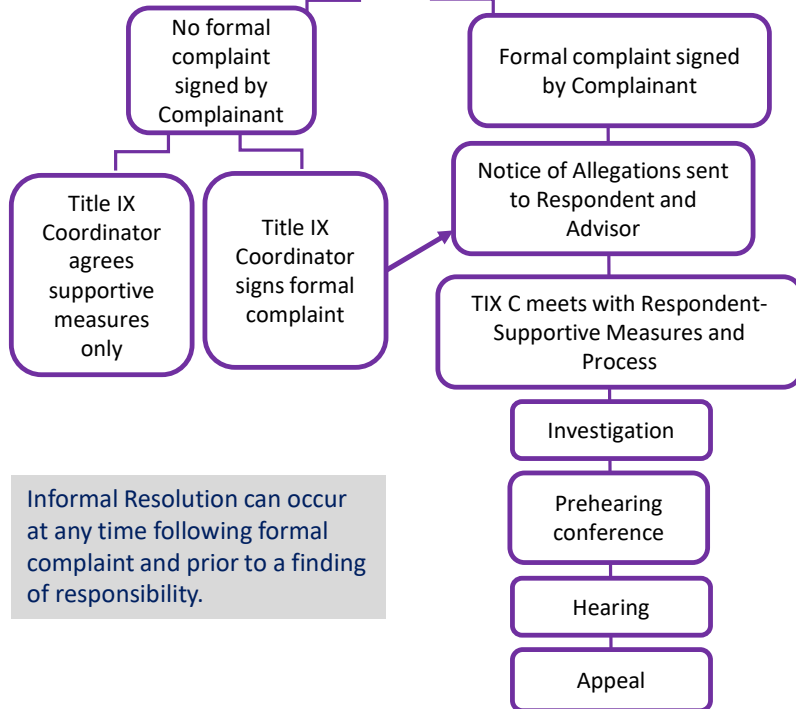 No formal
complaint
signed by
Complainant
Formal complaint signed
by Complainant
Title IX
Coordinator
agrees
supportive
measures
only
Title IX
Coordinator
signs formal
complaint
Notice of Allegations sent
to Respondent and
Advisor
TIX C meets with Respondent-
Supportive Measures and
Process
Investigation
Prehearing
conference
Hearing
Appeal
Informal Resolution can occur
at any time following formal
complaint and prior to a finding
of responsibility.